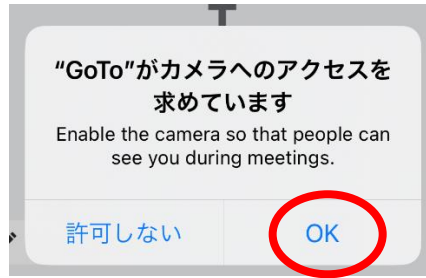 “GoTo”がカメラへのアクセスを
求めています
Enable the camera so that people can
see you during meetings.
許可しない
OK